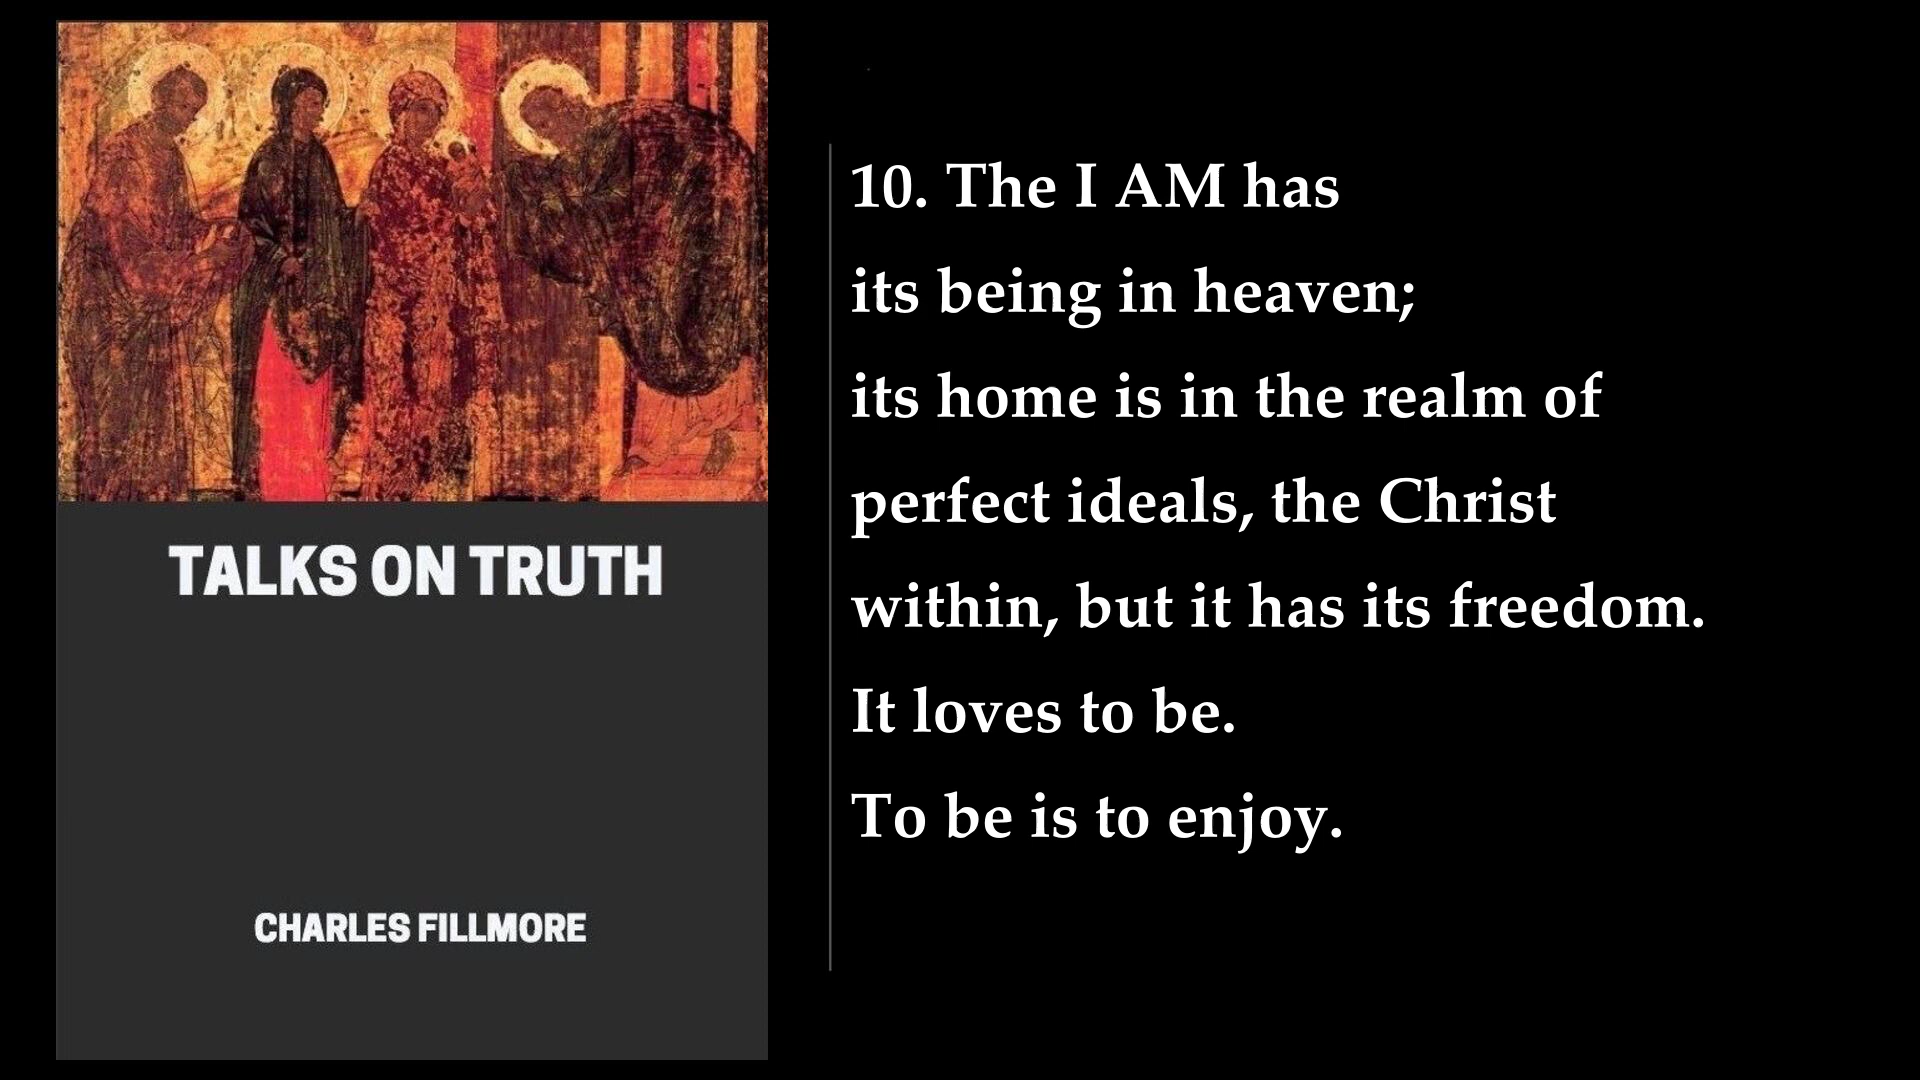 TALKS ON TRUTH
CHARLES FILLMORE
10. The I AM has
its being in heaven;
its home is in the realm of
perfect ideals, the Christ
within, but it has its freedom.
It loves to be.
To be is to enjoy.